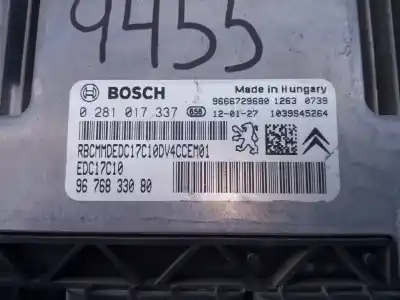 9455
BOSCH
Made in Hungary
9666729680 1263 0739
0 281 017 337 658 12-01-27 1039S45264
RBCMMDEDC17C10DV4CCEM01
EDC17C10
96 768 330 80